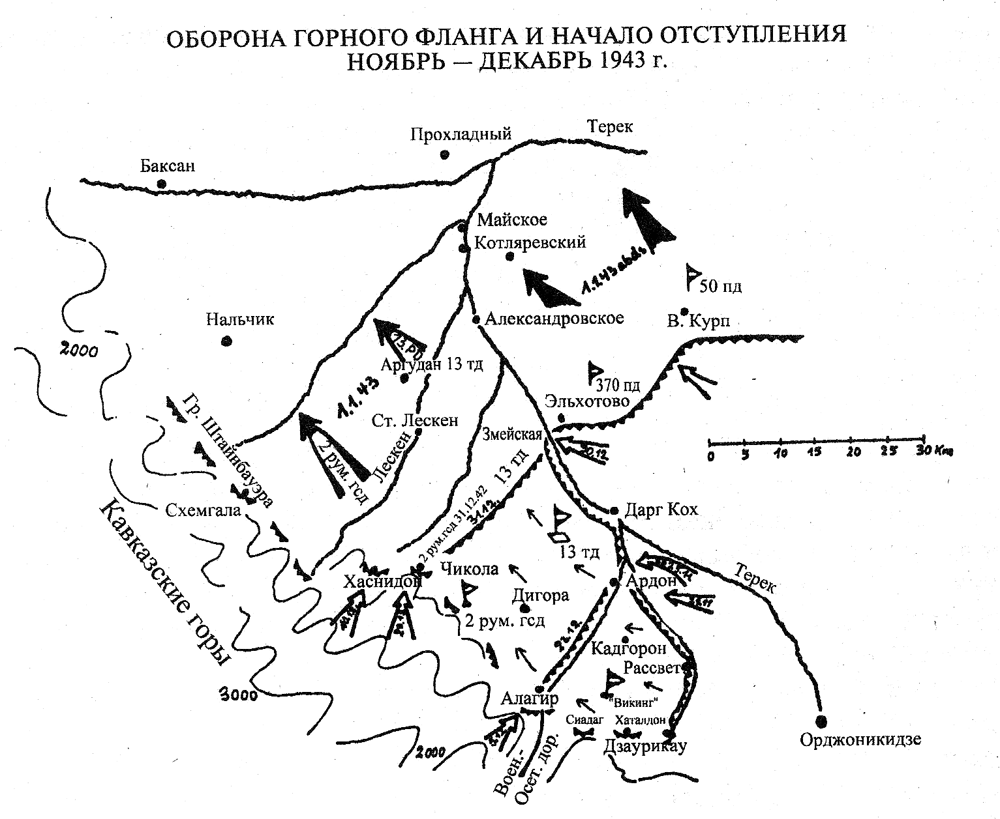 ОБОРОНА ГОРНОГО ФЛАНГА И НАЧАЛО ОТСТУПЛЕНИЯ
НОЯБРЬ — ДЕКАБРЬ 1943 г.
Терек
Прохладный
Баксан
Майское
Котляревский
1.1.43 abds
50 пд
В. Курп
Нальчик
Александровское
2000
13.PD
Аргудан 13 тд
370 пд
Эльхотово
1.1.43
Гр. Штайнбауэра
Ст. Лескен
Змейская
0 5 10 15 20 25 30 Km
20.12
2 рум. гсд
Лескен
13 тд
31.12.
2 рум.гсд 31.12.42
Дарг Кох
Схемгала
Кавказские горы
13 тд
Чикола
Хаснидон
Ардон
Терек
Дигора
2 рум. гсд
22.12.
Кадгорон
Рассвет
3000
Алагир
"Викинг"
Сиадаг
Хаталдон
Дзаурикау
Орджоникидзе
2000
Воен.-
Осет. дор.